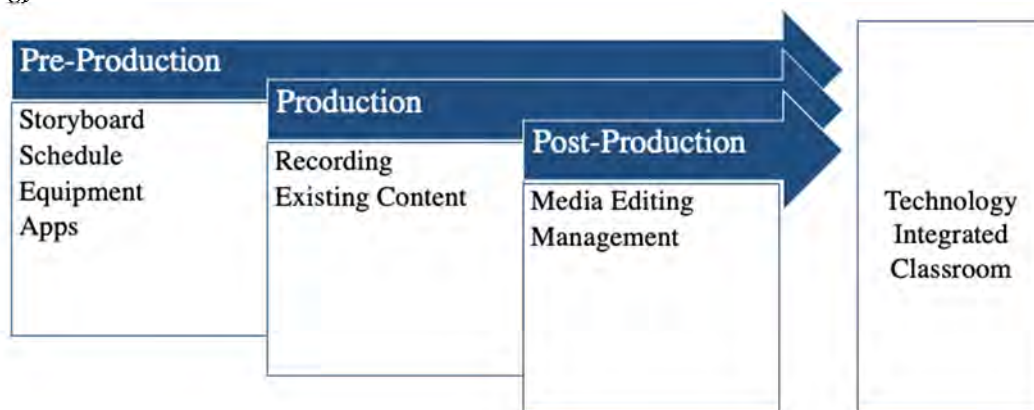 Pre-Production
Storyboard
Schedule
Equipment
Apps
Production
Recording
Existing Content
Post-Production
Media Editing
Management
Technology
Integrated
Classroom